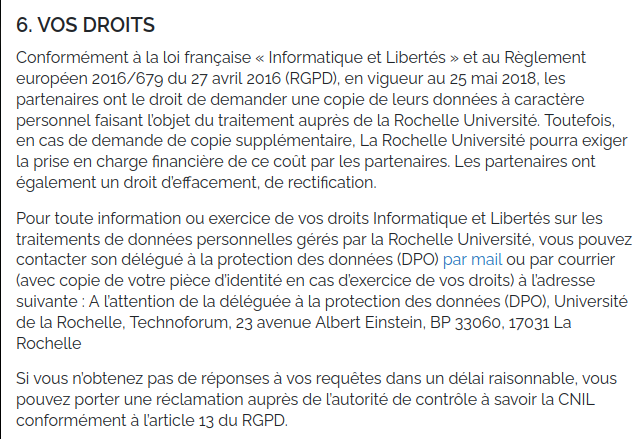 6. VOS DROITS
Conformément à la loi française « Informatique et Libertés » et au Règlement
européen 2016/679 du 27 avril 2016 (RGPD), en vigueur au 25 mai 2018, les
partenaires ont le droit de demander une copie de leurs données à caractère
personnel faisant l'objet du traitement auprès de la Rochelle Université. Toutefois,
en cas de demande de copie supplémentaire, La Rochelle Université pourra exiger
la prise en charge financière de ce coût par les partenaires. Les partenaires ont
également un droit d'effacement, de rectification.
Pour toute information ou exercice de vos droits Informatique et Libertés sur les
traitements de données personnelles gérés par la Rochelle Université, vous pouvez
contacter son délégué à la protection des données (DPO) par mail ou par courrier
(avec copie de votre pièce d'identité en cas d'exercice de vos droits) à l'adresse
suivante : A l'attention de la déléguée à la protection des données (DPO), Université
de la Rochelle, Technoforum, 23 avenue Albert Einstein, BP 33060, 17031 La
Rochelle
Si vous n'obtenez pas de réponses à vos requêtes dans un délai raisonnable, vous
pouvez porter une réclamation auprès de l'autorité de contrôle à savoir la CNIL
conformément à l'article 13 du RGPD.